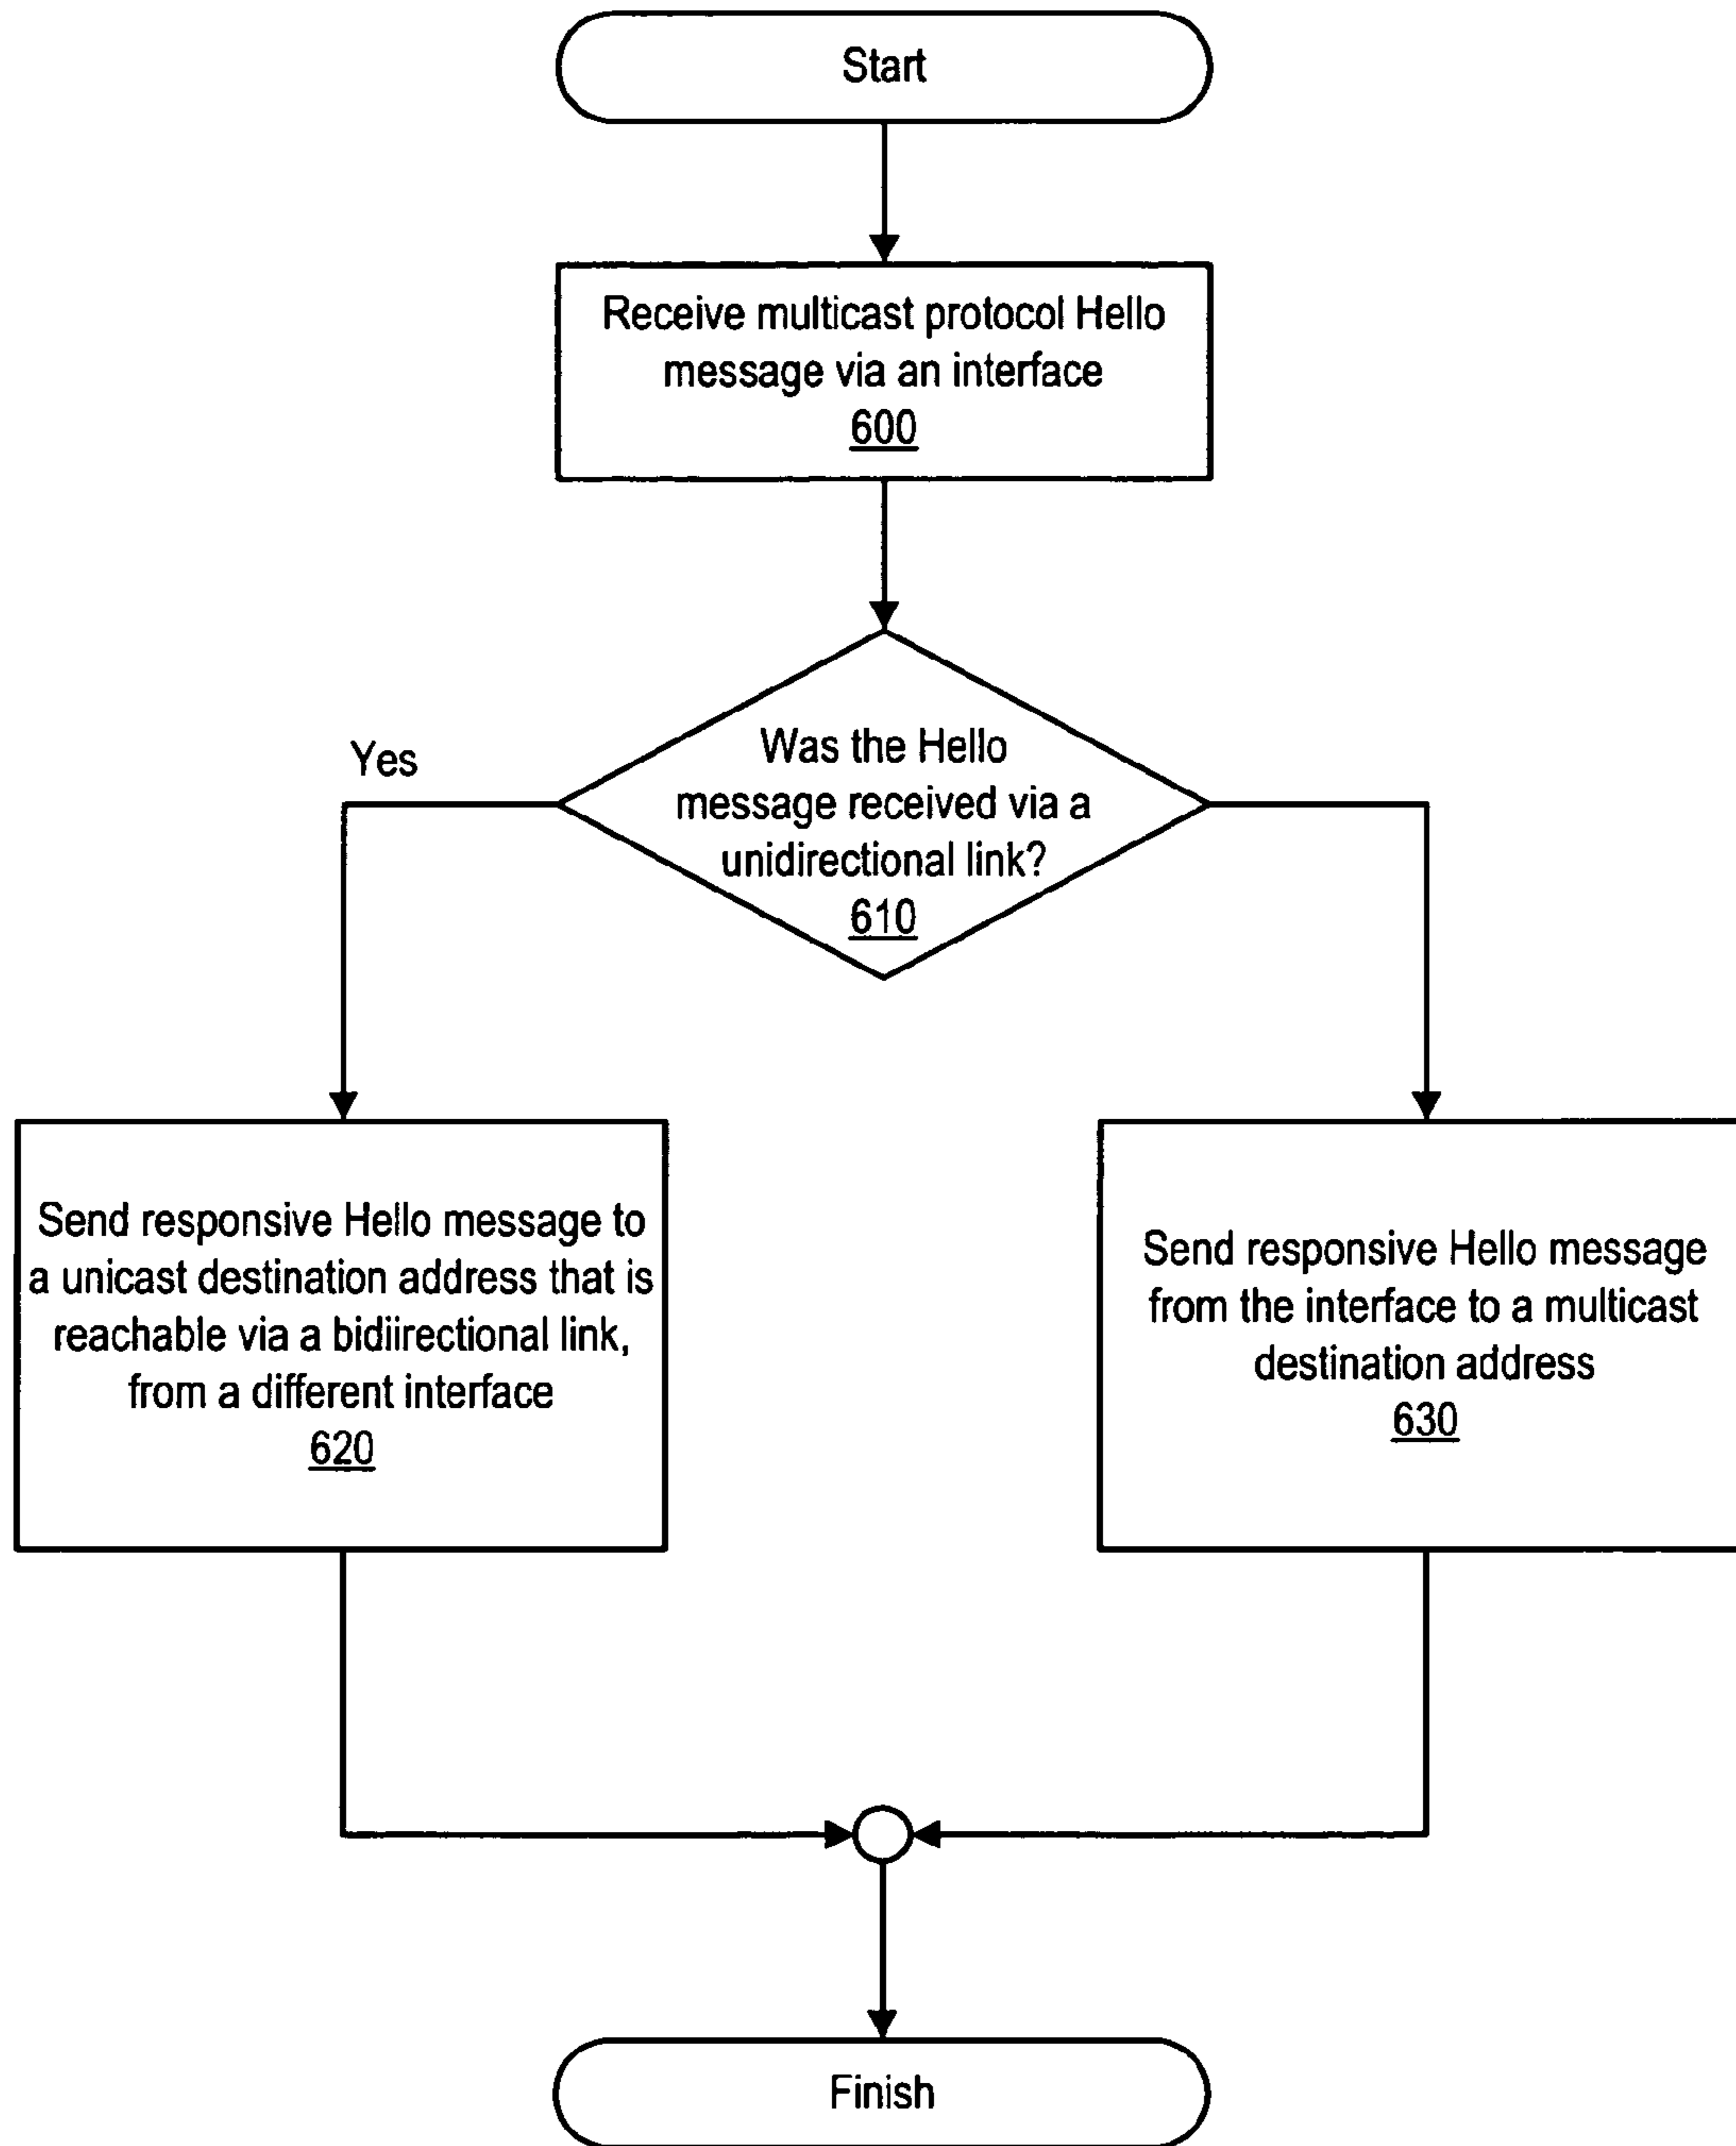 Start
Receive multicast protocol Hello
message via an interface
600
Was the Hello
message received via a
unidirectional link?
610
Yes
Send responsive Hello message to
a unicast destination address that is
reachable via a bidiirectional link,
from a different interface
620
Send responsive Hello message
from the interface to a multicast
destination address
630
Finish